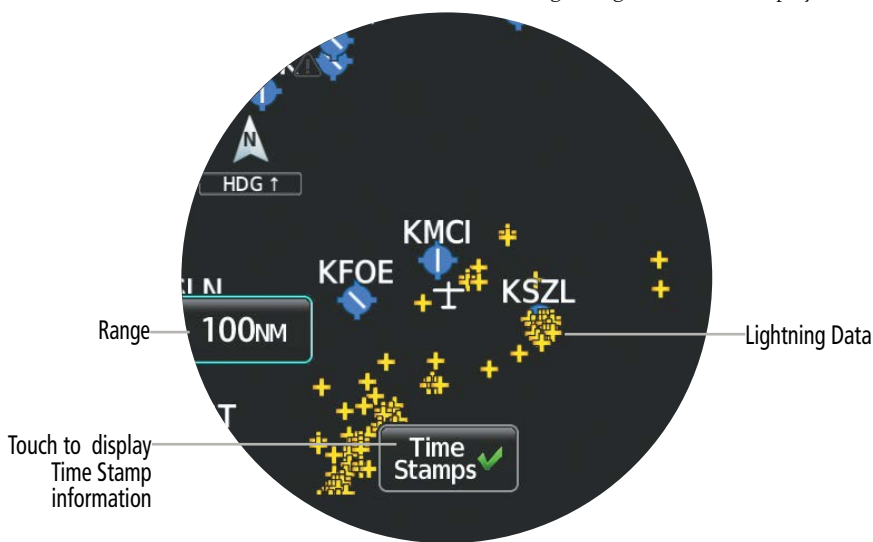 N
HDG ↑
KMCI
KFOE
KSZL
Range
100NM
Lightning Data
T
Touch to display
Time Stamp
information
Time
Stamps